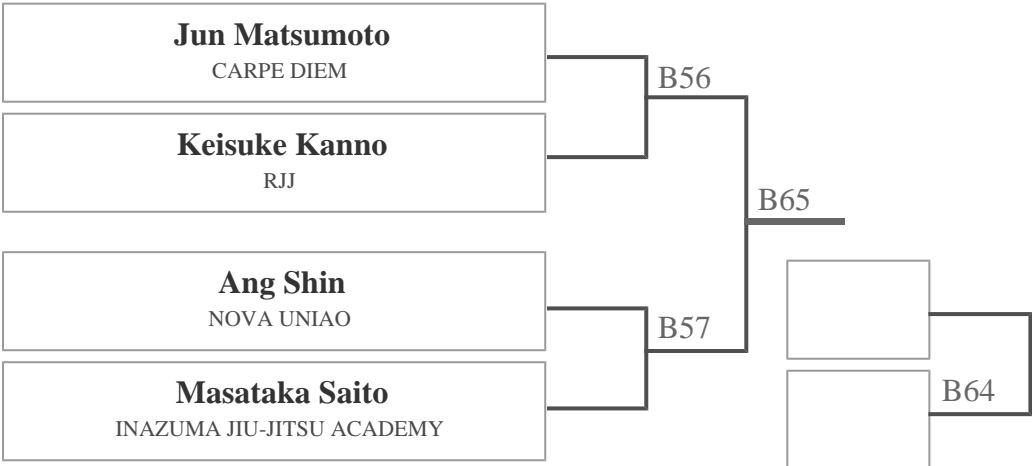 Jun Matsumoto
CARPE DIEM
B56
Keisuke Kanno
RJJ
B65
Ang Shin
NOVA UNIAO
B57
Masataka Saito
INAZUMA JIU-JITSU ACADEMY
B64